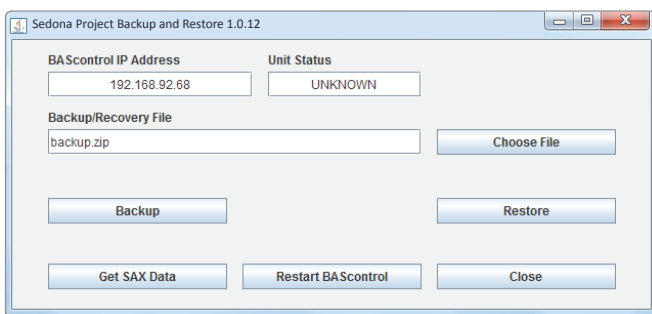 Sedona Project Backup and Restore 1.0.12
BAScontrol IP Address Unit Status
192.168.92.68 UNKNOWN
Backup/Recovery File
backup.zip Choose File
Backup Restore
Get SAX Data Restart BAScontrol Close